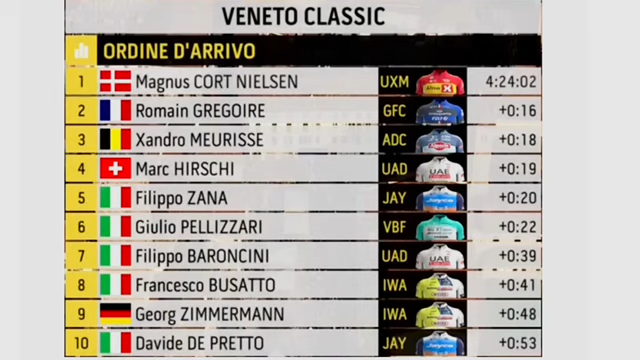 VENETO CLASSIC
ORDINE D'ARRIVO
1 Magnus CORT NIELSEN UXM 4:24:02
2 Romain GREGOIRE GFC +0:16
3 Xandro MEURISSE ADC +0:18
4 Marc HIRSCHI UAD +0:19
5 Filippo ZANA JAY +0:20
6 Giulio PELLIZZARI VBF +0:22
7 Filippo BARONCINI UAD +0:39
8 Francesco BUSATTO IWA +0:41
9 Georg ZIMMERMANN IWA +0:48
10 Davide DE PRETTO JAY +0:53